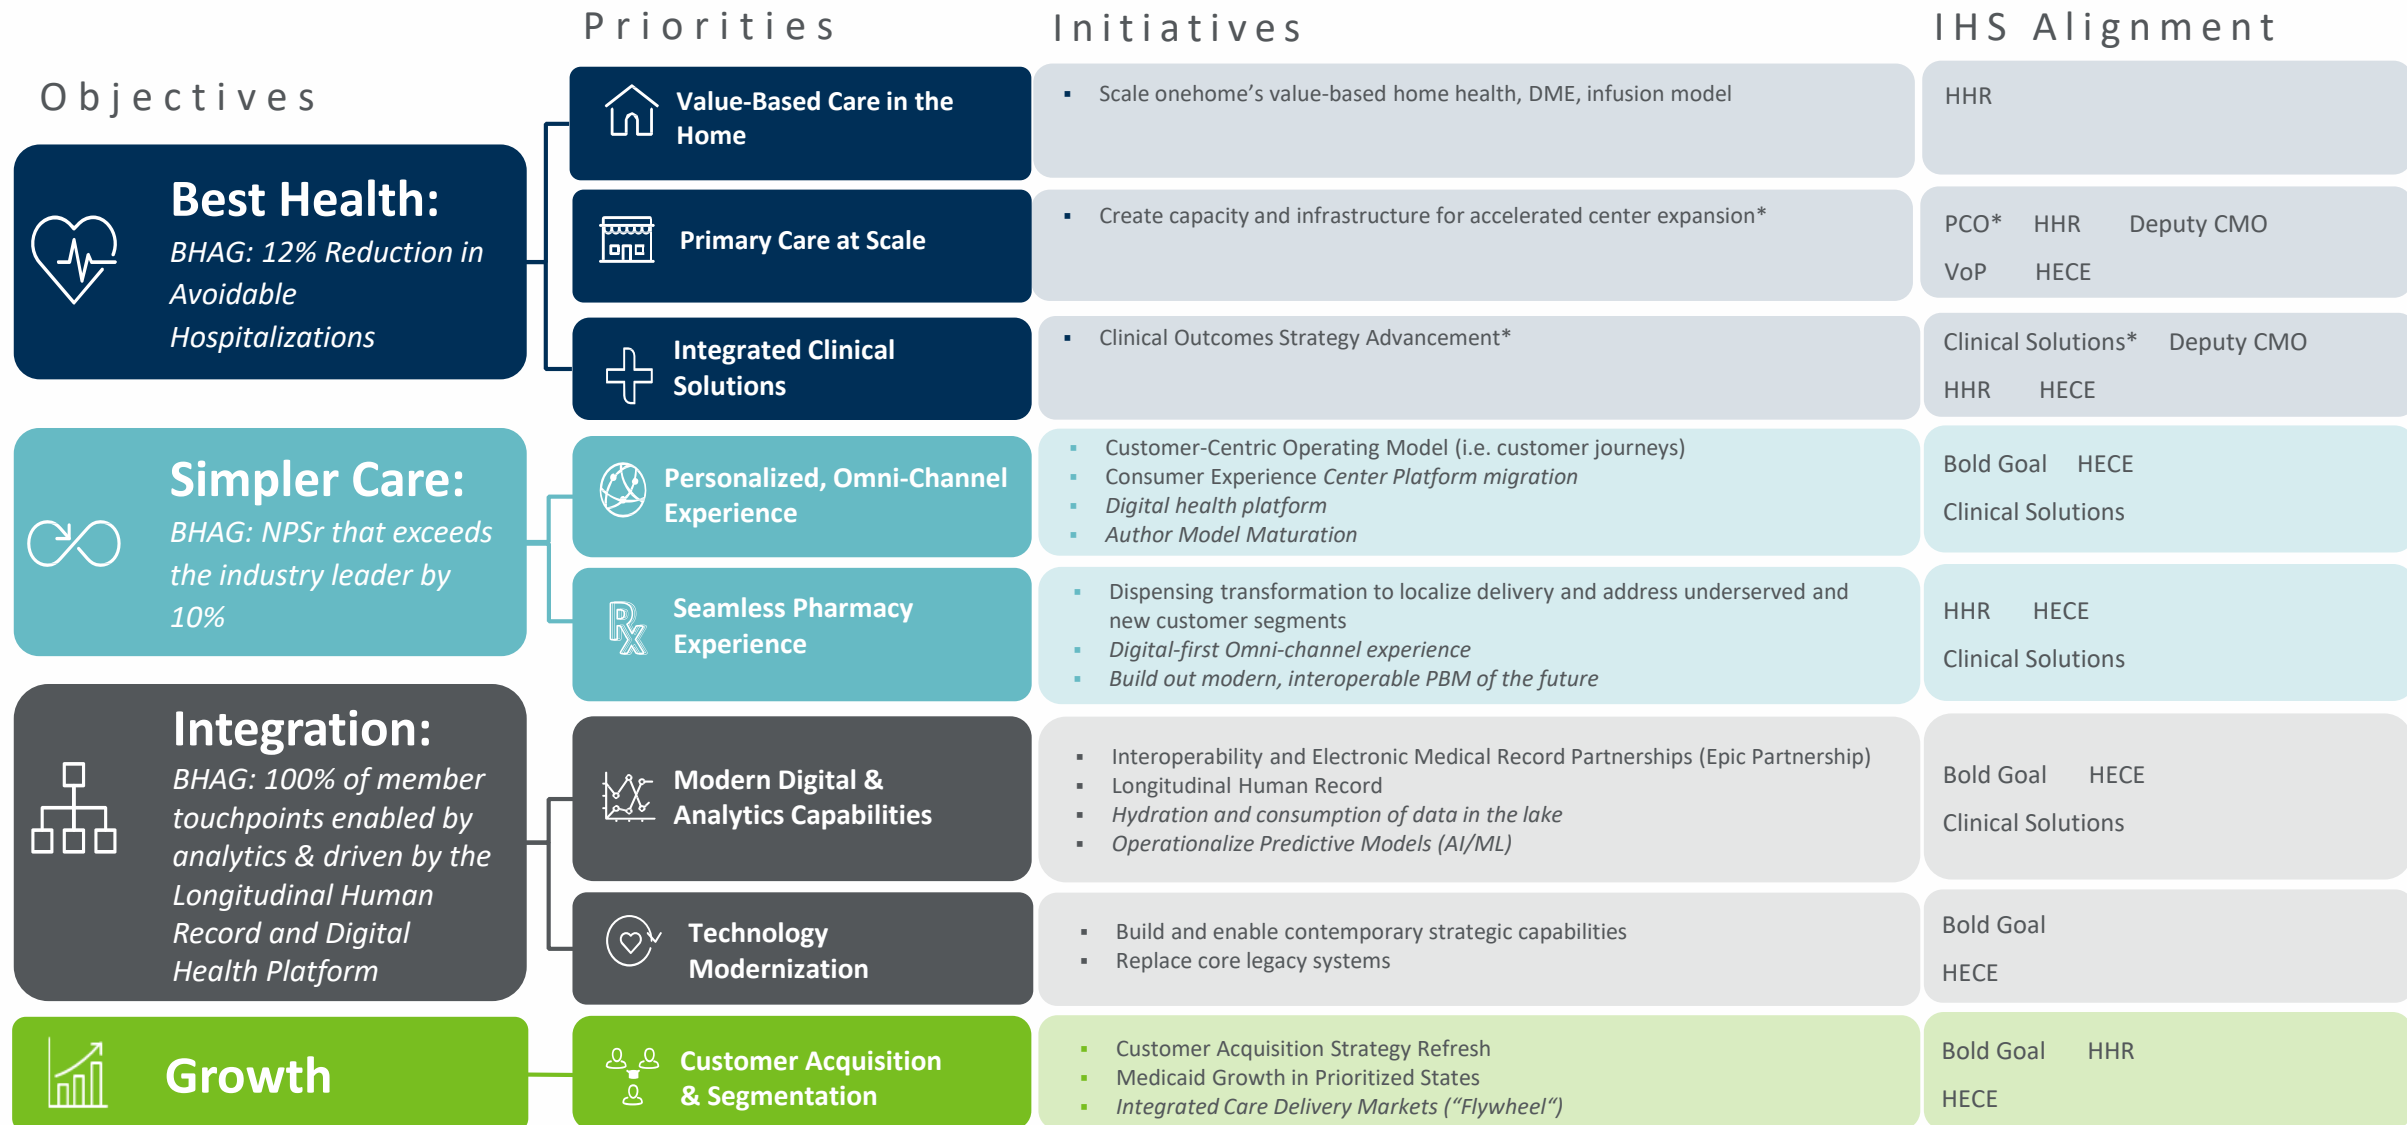 Priorities
Initiatives
IHS Alignment
Objectives
Best Health:
BHAG: 12% Reduction in
Avoidable
Hospitalizations
Value-Based Care in the
Home
▪ Scale onehome’s value-based home health, DME, infusion model
HHR
Primary Care at Scale
▪ Create capacity and infrastructure for accelerated center expansion*
PCO* HHR Deputy CMO
VoP HECE
Integrated Clinical
Solutions
▪ Clinical Outcomes Strategy Advancement*
Clinical Solutions* Deputy CMO
HHR HECE
Simpler Care:
BHAG: NPSr that exceeds
the industry leader by
10%
Personalized, Omni-Channel
Experience
▪ Customer-Centric Operating Model (i.e. customer journeys)
▪ Consumer Experience Center Platform migration
▪ Digital health platform
▪ Author Model Maturation
Bold Goal HECE
Clinical Solutions
Rx
Seamless Pharmacy
Experience
▪ Dispensing transformation to localize delivery and address underserved and
new customer segments
▪ Digital-first Omni-channel experience
▪ Build out modern, interoperable PBM of the future
HHR HECE
Clinical Solutions
Integration:
BHAG: 100% of member
touchpoints enabled by
analytics & driven by the
Longitudinal Human
Record and Digital
Health Platform
Modern Digital &
Analytics Capabilities
▪ Interoperability and Electronic Medical Record Partnerships (Epic Partnership)
▪ Longitudinal Human Record
▪ Hydration and consumption of data in the lake
▪ Operationalize Predictive Models (AI/ML)
Bold Goal HECE
Clinical Solutions
Technology
Modernization
▪ Build and enable contemporary strategic capabilities
▪ Replace core legacy systems
Bold Goal
HECE
Growth
Customer Acquisition
& Segmentation
▪ Customer Acquisition Strategy Refresh
▪ Medicaid Growth in Prioritized States
▪ Integrated Care Delivery Markets (“Flywheel“)
Bold Goal HHR
HECE